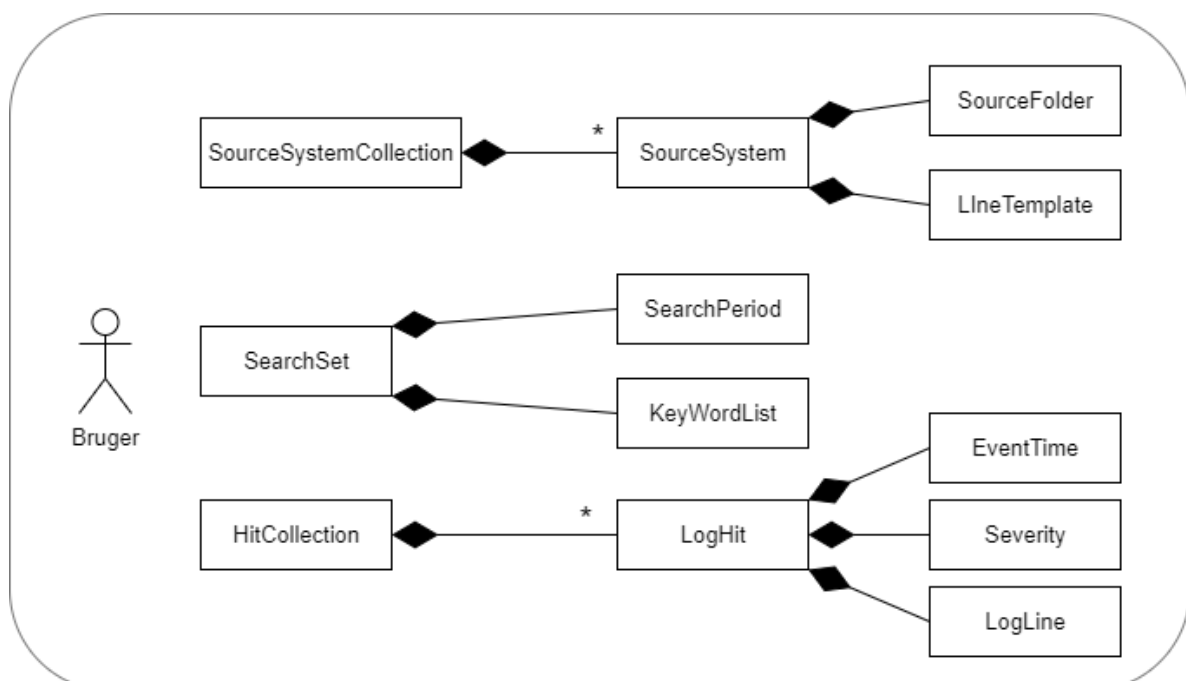 SourceFolder
SourceSystemCollection
*
SourceSystem
LIneTemplate
SearchPeriod
SearchSet
KeyWordList
Bruger
EventTime
HitCollection
*
LogHit
Severity
LogLine